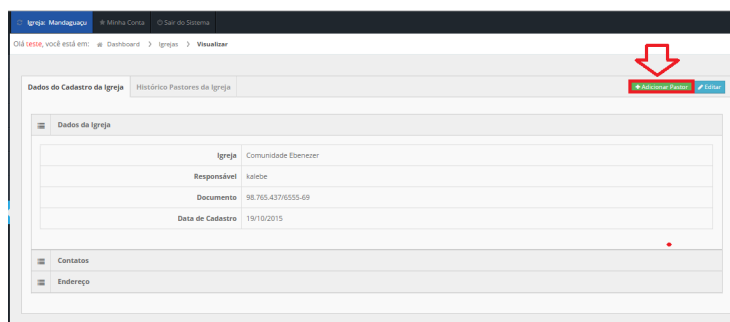 Igreja: Mandaguaçu Minha Conta Sair do Sistema
Olá teste, você está em: Dashboard > Igrejas > Visualizar
Dados do Cadastro da Igreja Histórico Pastores da Igreja + Adicionar Pastor Editar
Dados da Igreja
Igreja Comunidade Ebenezer
Responsável kalebe
Documento 98.765.437/6555-69
Data de Cadastro 19/10/2015
Contatos
Endereço